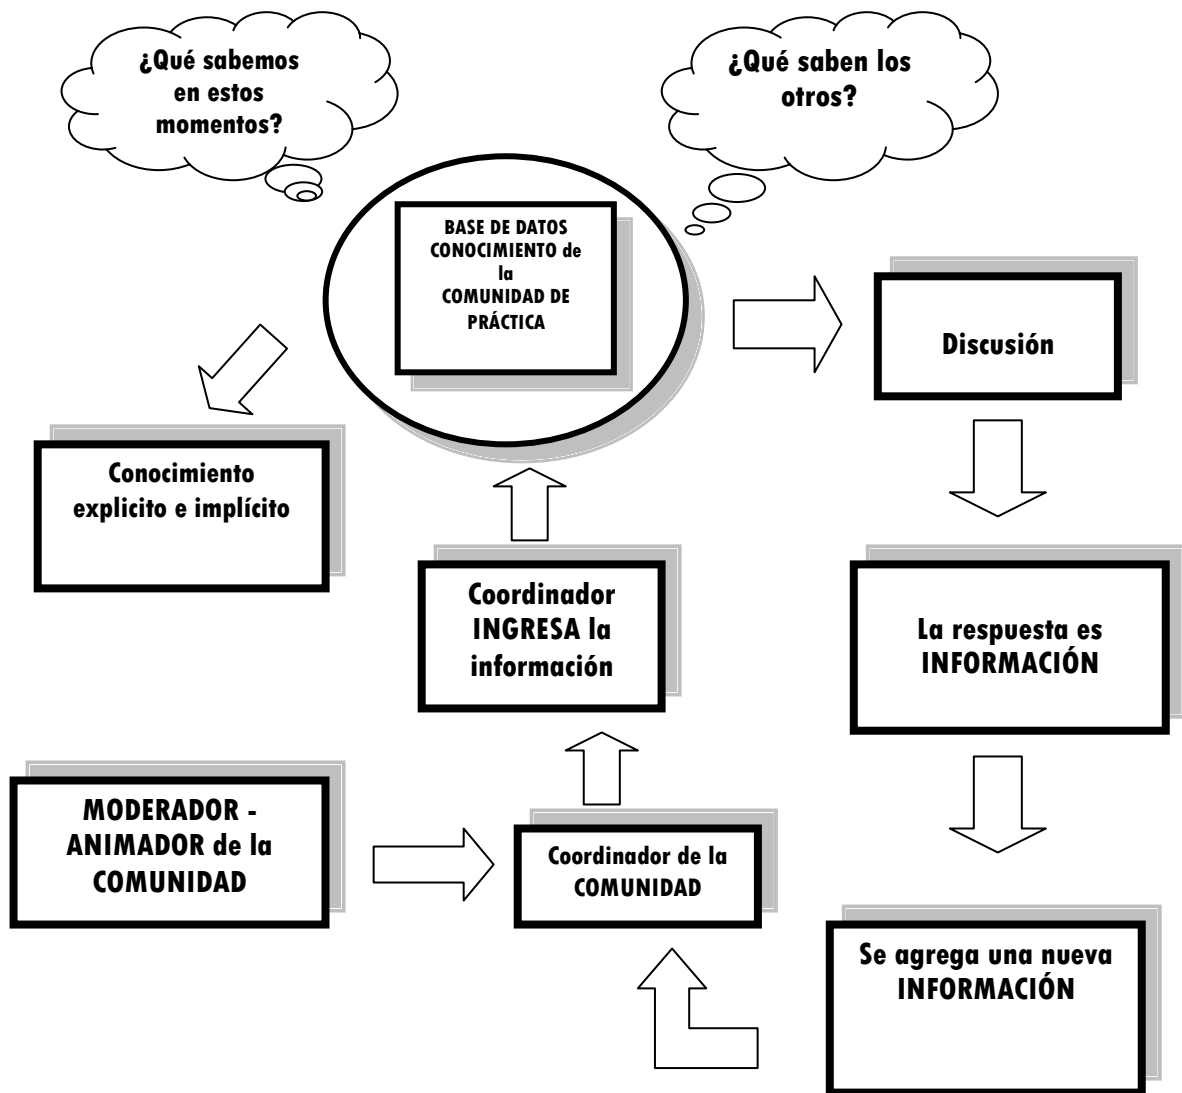 ¿Qué sabemos
en estos
momentos?
¿Qué saben los
otros?
BASE DE DATOS
CONOCIMIENTO de
la
COMUNIDAD DE
PRÁCTICA
Discusión
Conocimiento
explicito e implícito
Coordinador
INGRESA la
información
La respuesta es
INFORMACIÓN
MODERADOR -
ANIMADOR de la
COMUNIDAD
Coordinador de la
COMUNIDAD
Se agrega una nueva
INFORMACIÓN